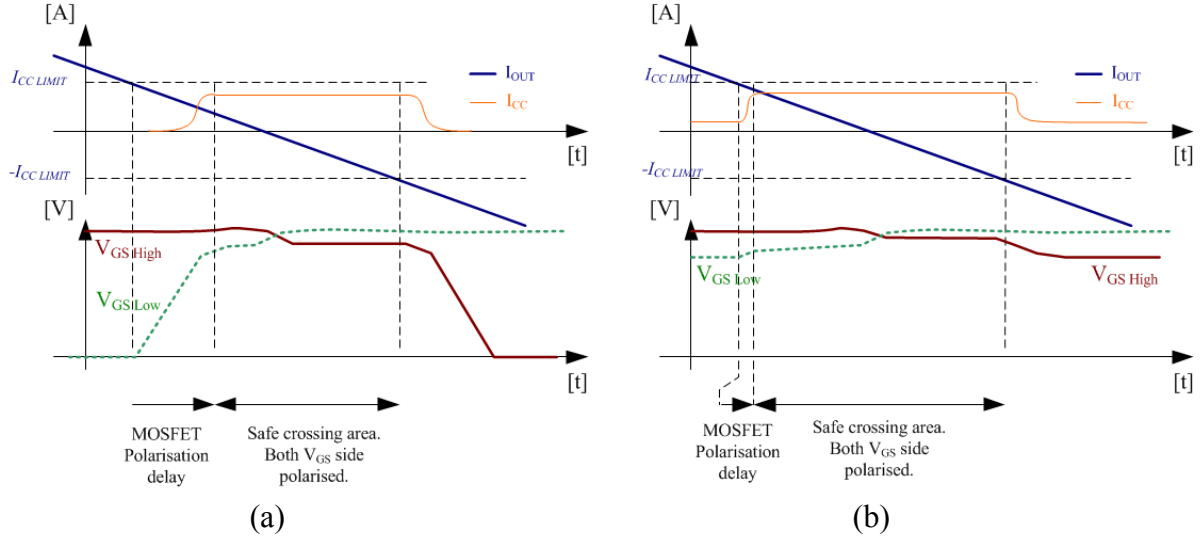 [A]
I_CC LIMIT
I_OUT
I_CC
[t]
-I_CC LIMIT
[V]
V_GS High
V_GS Low
[t]
MOSFET
Polarisation
delay
Safe crossing area.
Both V_GS side
polarised.
(a)
[A]
I_CC LIMIT
I_OUT
I_CC
[t]
-I_CC LIMIT
[V]
V_GS Low
V_GS High
[t]
MOSFET
Polarisation
delay
Safe crossing area.
Both V_GS side
polarised.
(b)